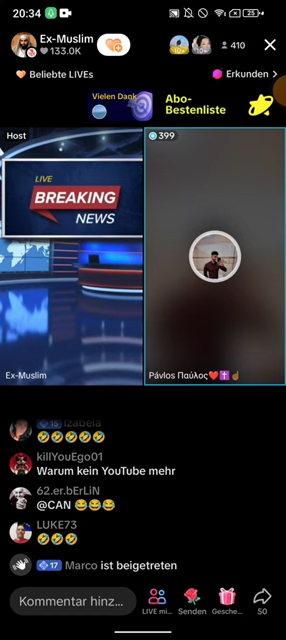 20:34
25
Ex-Muslim
133.0K
410
Beliebte LIVEs
Erkunden >
Vielen Dank
Abo-
Bestenliste
Host
399
LIVE
BREAKING
NEWS
Ex-Muslim
Pávlos Παύλος❤️✝️☝🏾
Izabela
🤣🤣🤣🤣🤣
killYouEgo01
Warum kein YouTube mehr
62.er.bErLiN
@CAN 😂😂😂
LUKE73
🤣🤣🤣
17 Marco ist beigetreten
Kommentar hinz...
LIVE mi...
Senden
Gesche...
50